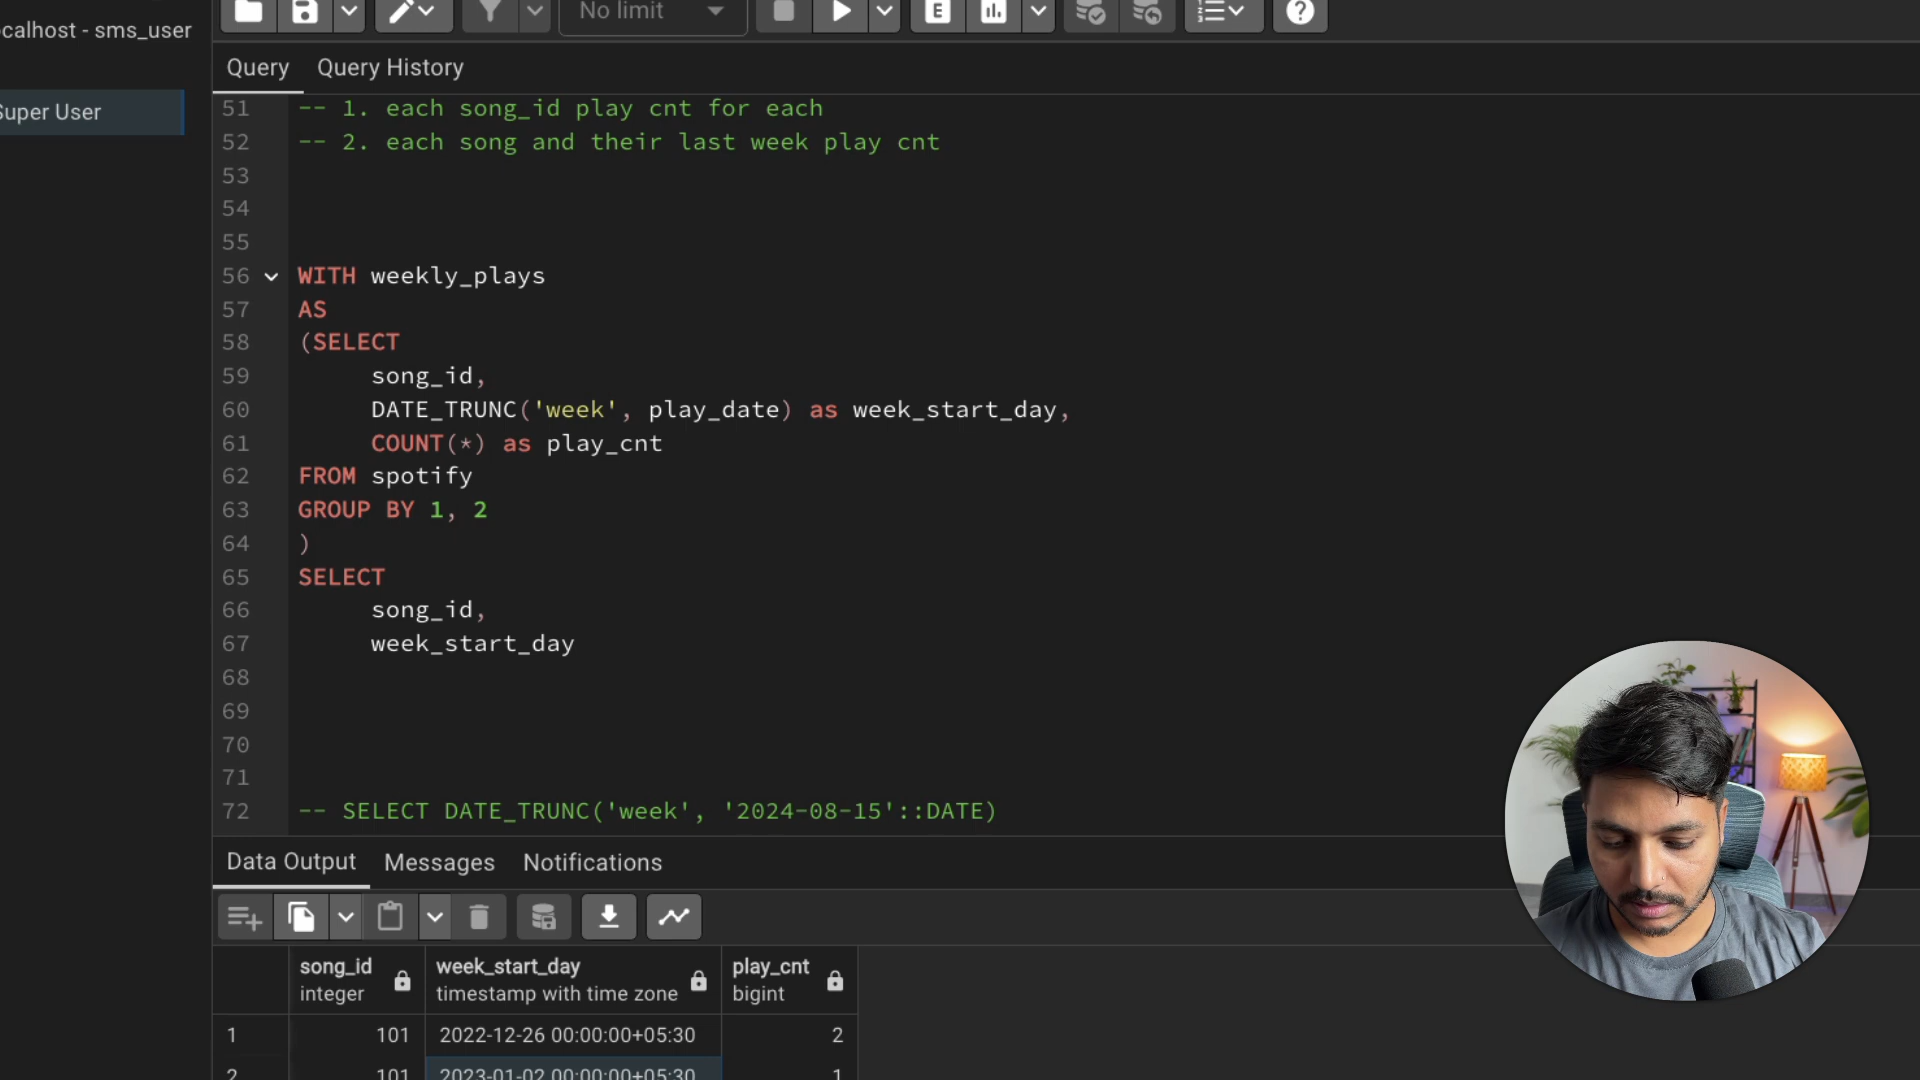 calhost - sms_user
Super User
No limit
E
?
Query
Query History
51 -- 1. each song_id play cnt for each
52 -- 2. each song and their last week play cnt
53
54
55
56 WITH weekly_plays
57 AS
58 (SELECT
59 song_id,
60 DATE_TRUNC('week', play_date) as week_start_day,
61 COUNT(*) as play_cnt
62 FROM spotify
63 GROUP BY 1, 2
64 )
65 SELECT
66 song_id,
67 week_start_day
68
69
70
71
72 -- SELECT DATE_TRUNC('week', '2024-08-15'::DATE)
Data Output
Messages
Notifications
song_id
integer
week_start_day
timestamp with time zone
play_cnt
bigint
1 101 2022-12-26 00:00:00+05:30 2
2 101 2023-01-02 00:00:00+05:30 1